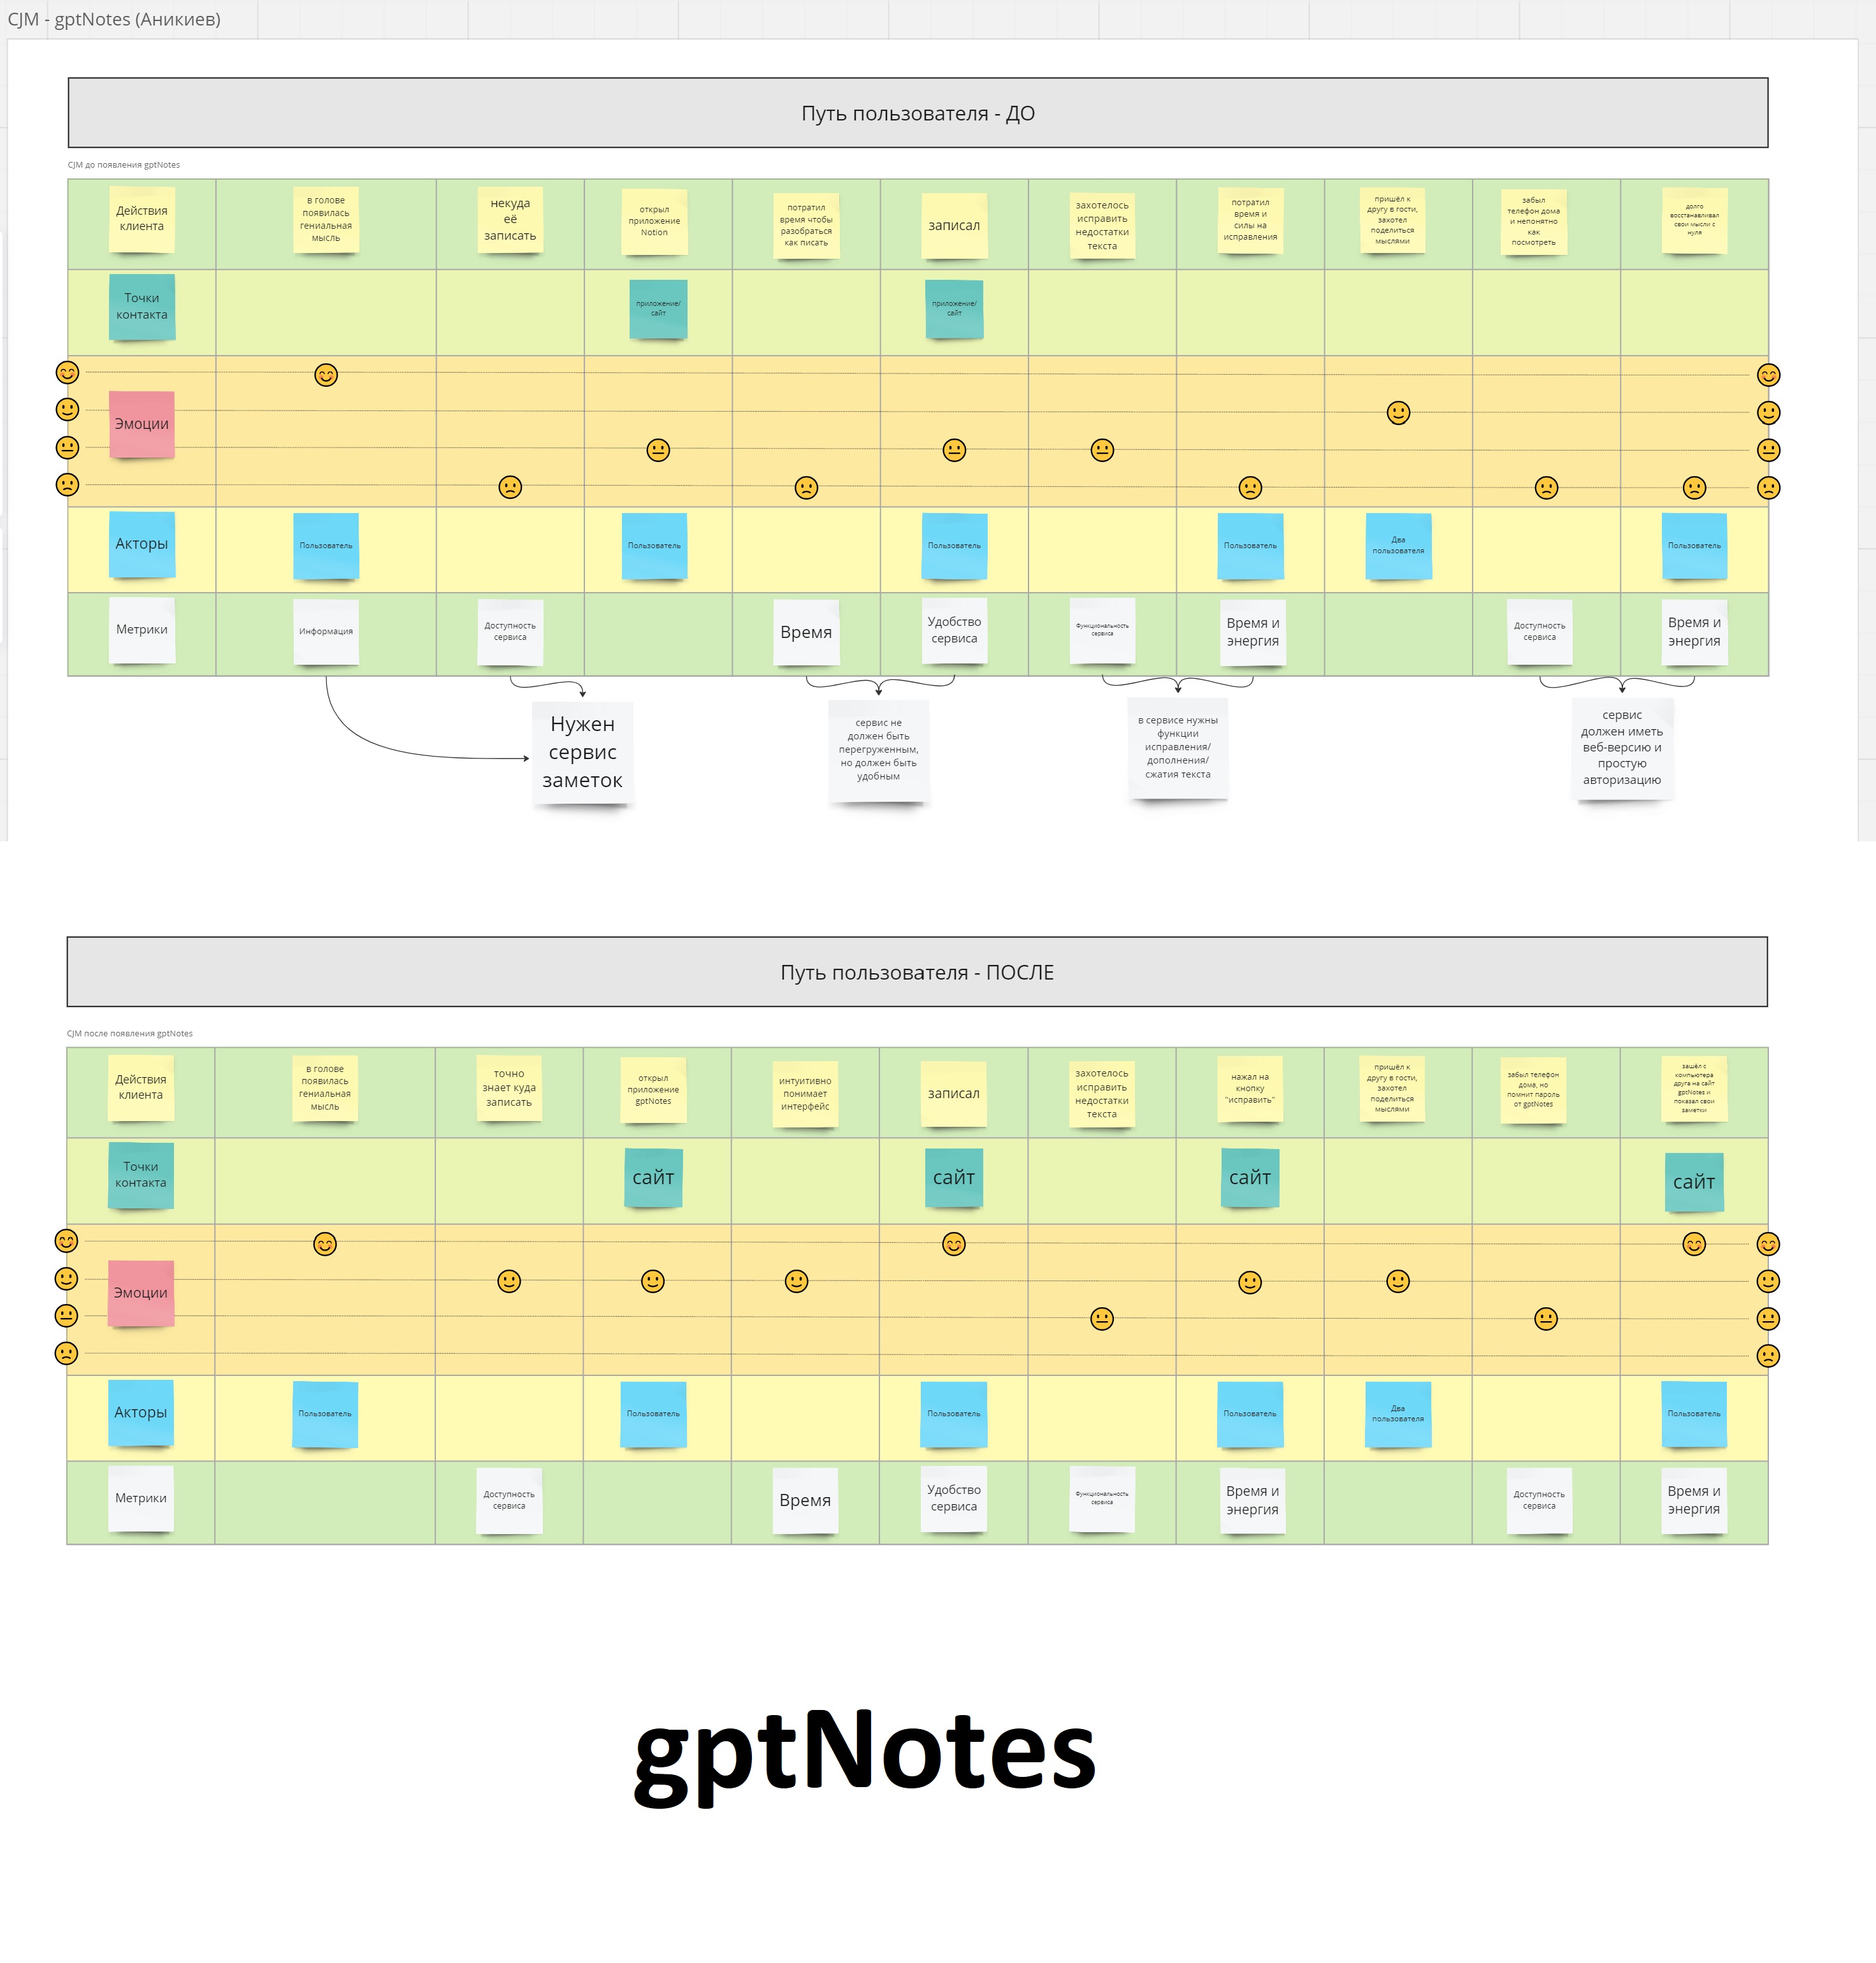 CJM - gptNotes (Аникиев)
Путь пользователя - ДО
CJM до появления gptNotes
Действия
клиента
в голове
появилась
гениальная
мысль
некуда
её
записать
открыл
приложение
Notion
потратил
время чтобы
разобраться
как писать
записал
захотелось
исправить
недостатки
текста
потратил
время и
силы на
исправления
пришёл к
другу в гости,
захотел
поделиться
мыслями
забыл
телефон дома
и непонятно
как
посмотреть
долго
восстанавливал
свои мысли с
нуля
Точки
контакта
приложение/
сайт
приложение/
сайт
Эмоции
Акторы
Пользователь
Пользователь
Пользователь
Пользователь
Два
пользователя
Пользователь
Метрики
Информация
Доступность
сервиса
Время
Удобство
сервиса
Функциональность
сервиса
Время и
энергия
Доступность
сервиса
Время и
энергия
Нужен
сервис
заметок
сервис не
должен быть
перегруженным,
но должен быть
удобным
в сервисе нужны
функции
исправления/
дополнения/
сжатия текста
сервис
должен иметь
веб-версию и
простую
авторизацию
Путь пользователя - ПОСЛЕ
CJM после появления gptNotes
Действия
клиента
в голове
появилась
гениальная
мысль
точно
знает куда
записать
открыл
приложение
gptNotes
интуитивно
понимает
интерфейс
записал
захотелось
исправить
недостатки
текста
нажал на
кнопку
"исправить"
пришёл к
другу в гости,
захотел
поделиться
мыслями
забыл телефон
дома, но
помнит пароль
от gptNotes
зашёл с
компьютера
друга на сайт
gptNotes и
показал свои
заметки
Точки
контакта
сайт
сайт
сайт
сайт
Эмоции
Акторы
Пользователь
Пользователь
Пользователь
Пользователь
Два
пользователя
Пользователь
Метрики
Доступность
сервиса
Время
Удобство
сервиса
Функциональность
сервиса
Время и
энергия
Доступность
сервиса
Время и
энергия
gptNotes